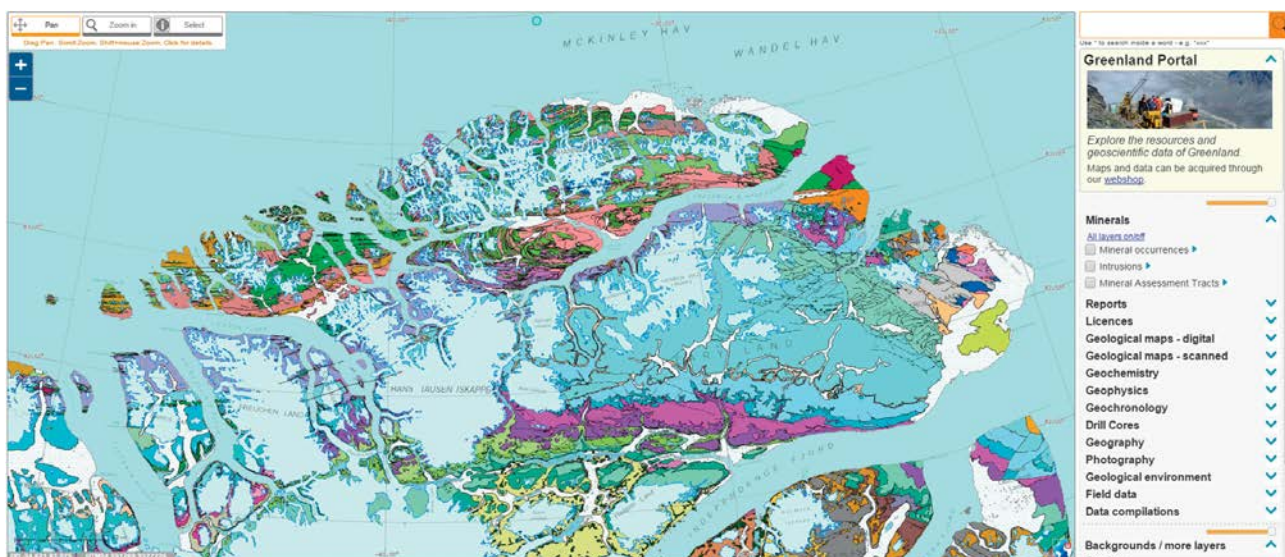 Pan
Zoom in
Select
Drag Pan, Scroll Zoom, Shift+mouse Zoom, Click for details
+
−
MCKINLEY HAV
WANDEL HAV
HANS TAUSEN ISKAPPE
FREUCHEN LAND
INDEPENDENCE FJORD
Use * to search inside a word - e.g. *xxx*
Greenland Portal
Explore the resources and
geoscientific data of Greenland.
Maps and data can be acquired through
our webshop.
Minerals
All layers on/off
Mineral occurrences
Intrusions
Mineral Assessment Tracts
Reports
Licences
Geological maps - digital
Geological maps - scanned
Geochemistry
Geophysics
Geochronology
Drill Cores
Geography
Photography
Geological environment
Field data
Data compilations
Backgrounds / more layers